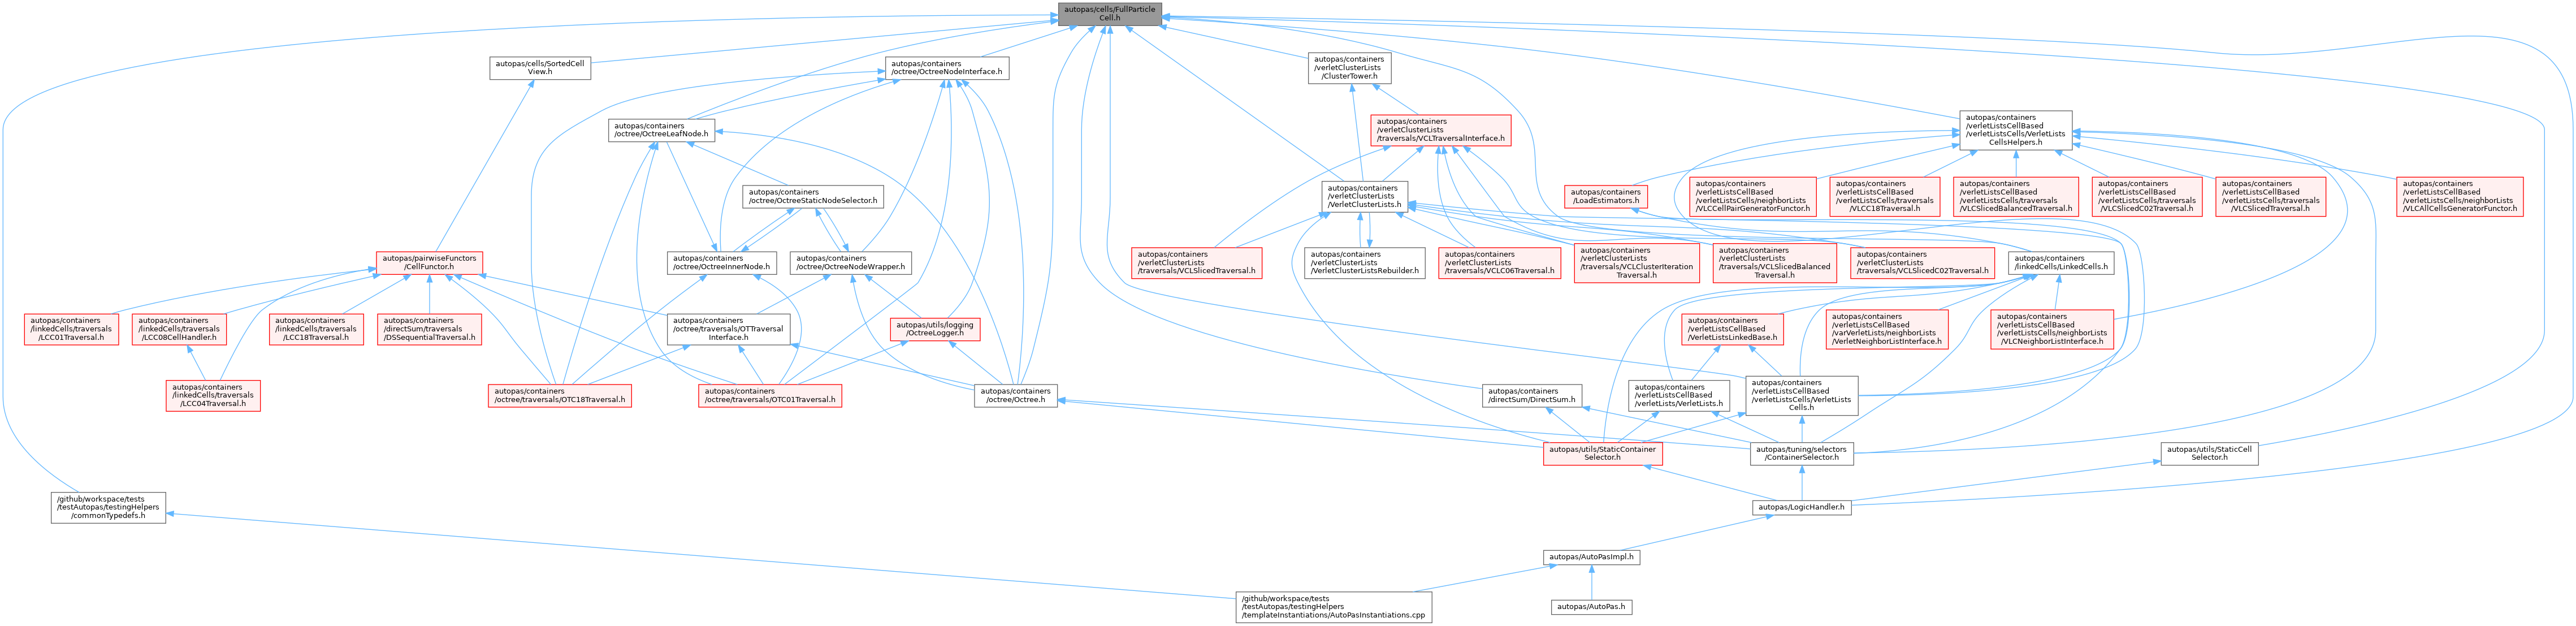 autopas/cells/FullParticle
Cell.h
autopas/cells/SortedCell
View.h
autopas/containers
/octree/OctreeNodeInterface.h
autopas/containers
/verletClusterLists
/ClusterTower.h
autopas/containers
/octree/OctreeLeafNode.h
autopas/containers
/verletClusterLists
/traversals/VCLTraversalInterface.h
autopas/containers
/verletListsCellBased
/verletListsCells/VerletLists
CellsHelpers.h
autopas/containers
/octree/OctreeStaticNodeSelector.h
autopas/containers
/verletClusterLists
/VerletClusterLists.h
autopas/containers
/LoadEstimators.h
autopas/containers
/verletListsCellBased
/verletListsCells/neighborLists
/VLCCellPairGeneratorFunctor.h
autopas/containers
/verletListsCellBased
/verletListsCells/traversals
/VLCC18Traversal.h
autopas/containers
/verletListsCellBased
/verletListsCells/traversals
/VLCSlicedBalancedTraversal.h
autopas/containers
/verletListsCellBased
/verletListsCells/traversals
/VLCSlicedC02Traversal.h
autopas/containers
/verletListsCellBased
/verletListsCells/traversals
/VLCSlicedTraversal.h
autopas/containers
/verletListsCellBased
/verletListsCells/neighborLists
/VLCAllCellsGeneratorFunctor.h
autopas/pairwiseFunctors
/CellFunctor.h
autopas/containers
/octree/OctreeInnerNode.h
autopas/containers
/octree/OctreeNodeWrapper.h
autopas/containers
/verletClusterLists
/traversals/VCLSlicedTraversal.h
autopas/containers
/verletClusterLists
/VerletClusterListsRebuilder.h
autopas/containers
/verletClusterLists
/traversals/VCLC06Traversal.h
autopas/containers
/verletClusterLists
/traversals/VCLClusterIteration
Traversal.h
autopas/containers
/verletClusterLists
/traversals/VCLSlicedBalanced
Traversal.h
autopas/containers
/verletClusterLists
/traversals/VCLSlicedC02Traversal.h
autopas/containers
/linkedCells/LinkedCells.h
autopas/containers
/linkedCells/traversals
/LCC01Traversal.h
autopas/containers
/linkedCells/traversals
/LCC08CellHandler.h
autopas/containers
/linkedCells/traversals
/LCC18Traversal.h
autopas/containers
/directSum/traversals
/DSSequentialTraversal.h
autopas/containers
/octree/traversals/OTTraversal
Interface.h
autopas/utils/logging
/OctreeLogger.h
autopas/containers
/verletListsCellBased
/VerletListsLinkedBase.h
autopas/containers
/verletListsCellBased
/varVerletLists/neighborLists
/VerletNeighborListInterface.h
autopas/containers
/verletListsCellBased
/verletListsCells/neighborLists
/VLCNeighborListInterface.h
autopas/containers
/linkedCells/traversals
/LCC04Traversal.h
autopas/containers
/octree/traversals/OTC18Traversal.h
autopas/containers
/octree/traversals/OTC01Traversal.h
autopas/containers
/octree/Octree.h
autopas/containers
/directSum/DirectSum.h
autopas/containers
/verletListsCellBased
/verletLists/VerletLists.h
autopas/containers
/verletListsCellBased
/verletListsCells/VerletLists
Cells.h
autopas/utils/StaticContainer
Selector.h
autopas/tuning/selectors
/ContainerSelector.h
autopas/utils/StaticCell
Selector.h
/github/workspace/tests
/testAutopas/testingHelpers
/commonTypedefs.h
autopas/LogicHandler.h
autopas/AutoPasImpl.h
/github/workspace/tests
/testAutopas/testingHelpers
/templateInstantiations/AutoPasInstantiations.cpp
autopas/AutoPas.h